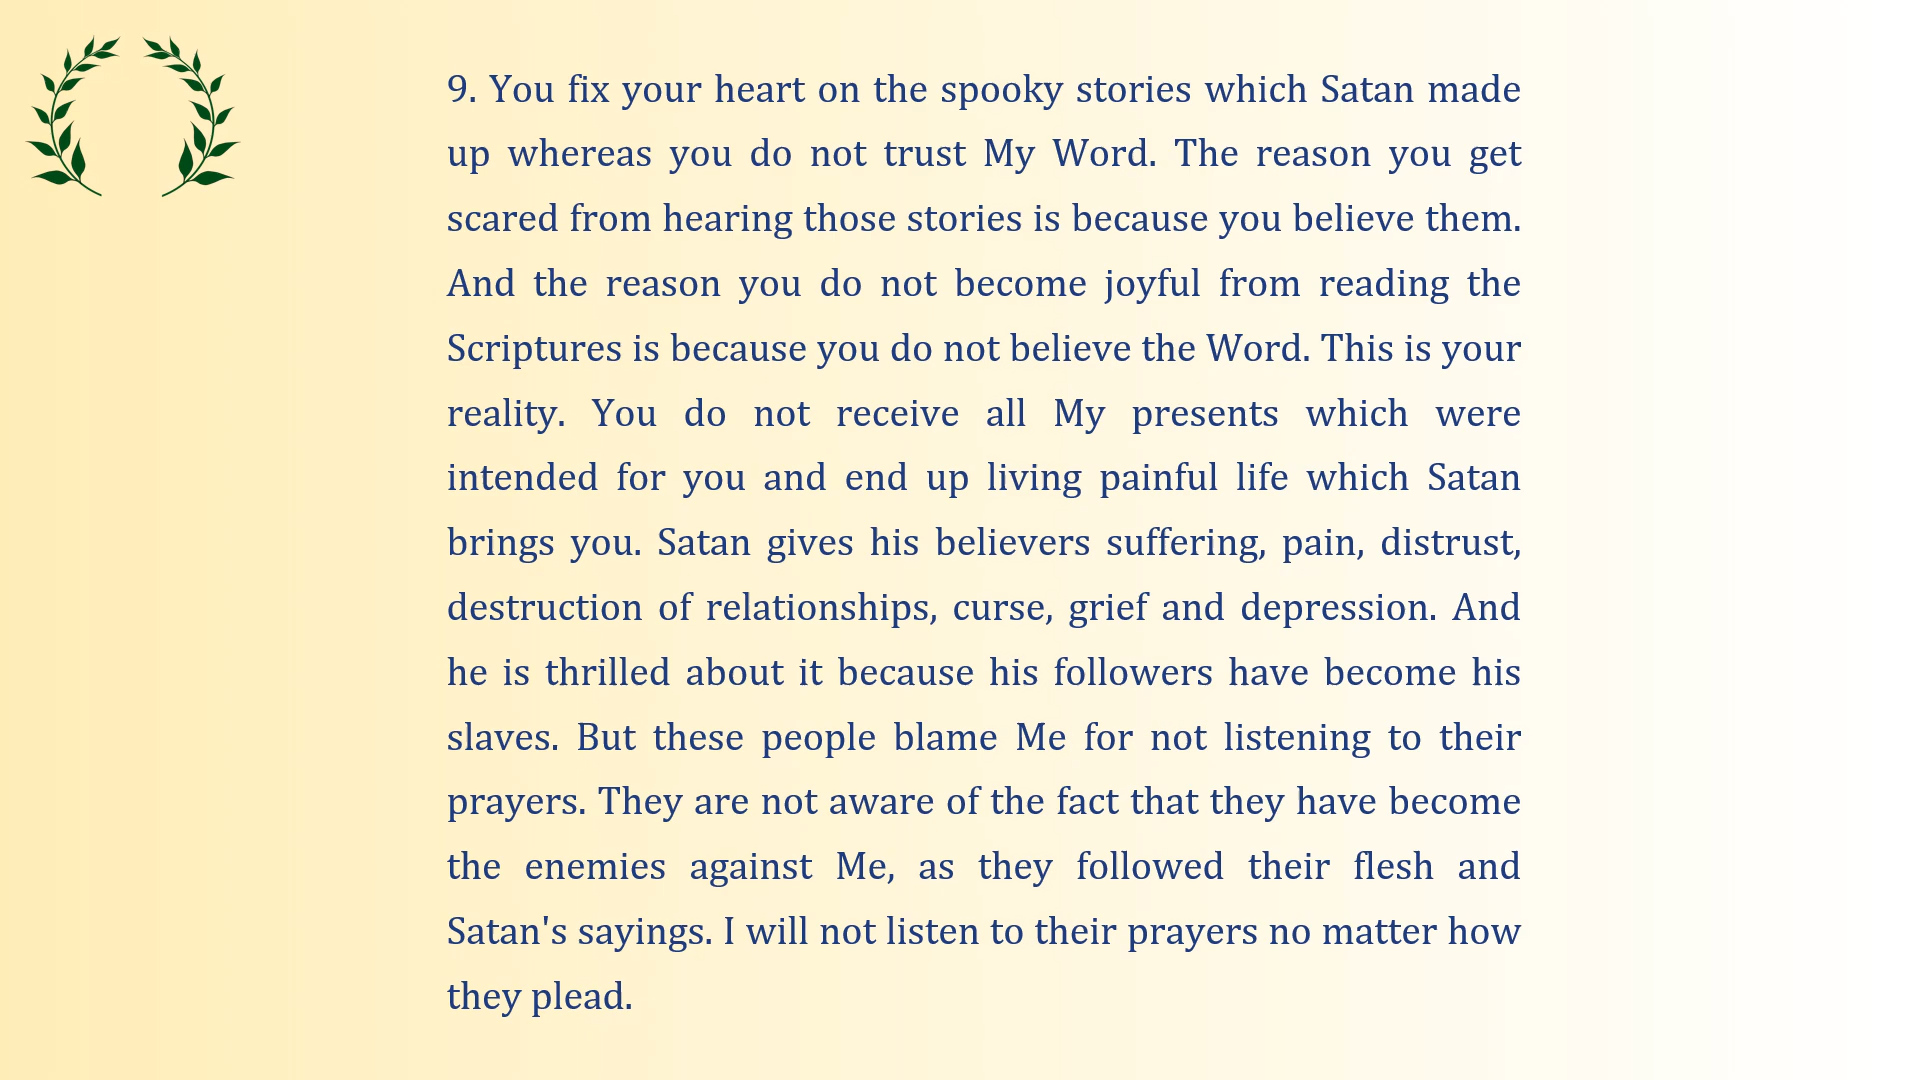 9. You fix your heart on the spooky stories which Satan made
up whereas you do not trust My Word. The reason you get
scared from hearing those stories is because you believe them.
And the reason you do not become joyful from reading the
Scriptures is because you do not believe the Word. This is your
reality. You do not receive all My presents which were
intended for you and end up living painful life which Satan
brings you. Satan gives his believers suffering, pain, distrust,
destruction of relationships, curse, grief and depression. And
he is thrilled about it because his followers have become his
slaves. But these people blame Me for not listening to their
prayers. They are not aware of the fact that they have become
the enemies against Me, as they followed their flesh and
Satan's sayings. I will not listen to their prayers no matter how
they plead.